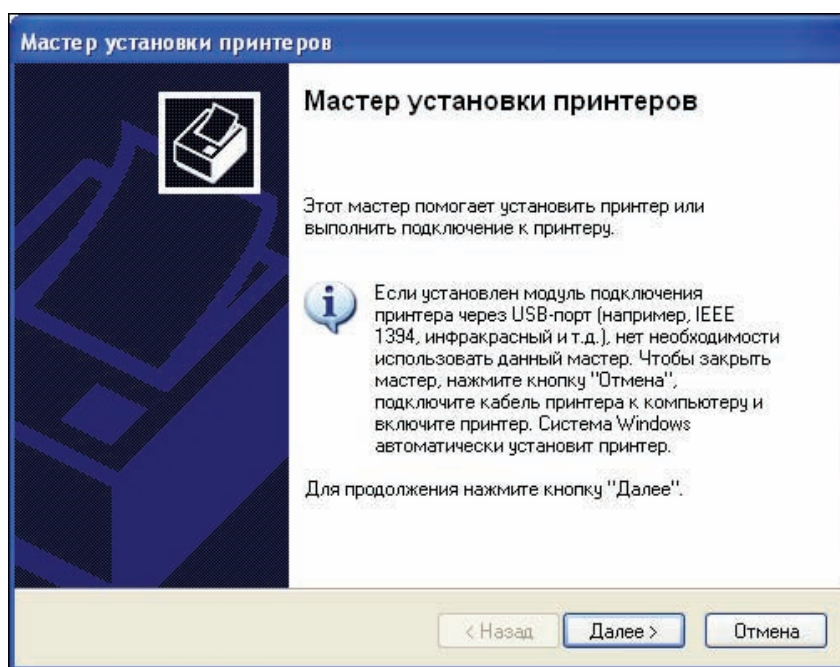 Мастер установки принтеров
Мастер установки принтеров
Этот мастер помогает установить принтер или
выполнить подключение к принтеру.
Если установлен модуль подключения
принтера через USB-порт (например, IEEE
1394, инфракрасный и т.д.), нет необходимости
использовать данный мастер. Чтобы закрыть
мастер, нажмите кнопку "Отмена",
подключите кабель принтера к компьютеру и
включите принтер. Система Windows
автоматически установит принтер.
Для продолжения нажмите кнопку "Далее".
< Назад   Далее >   Отмена